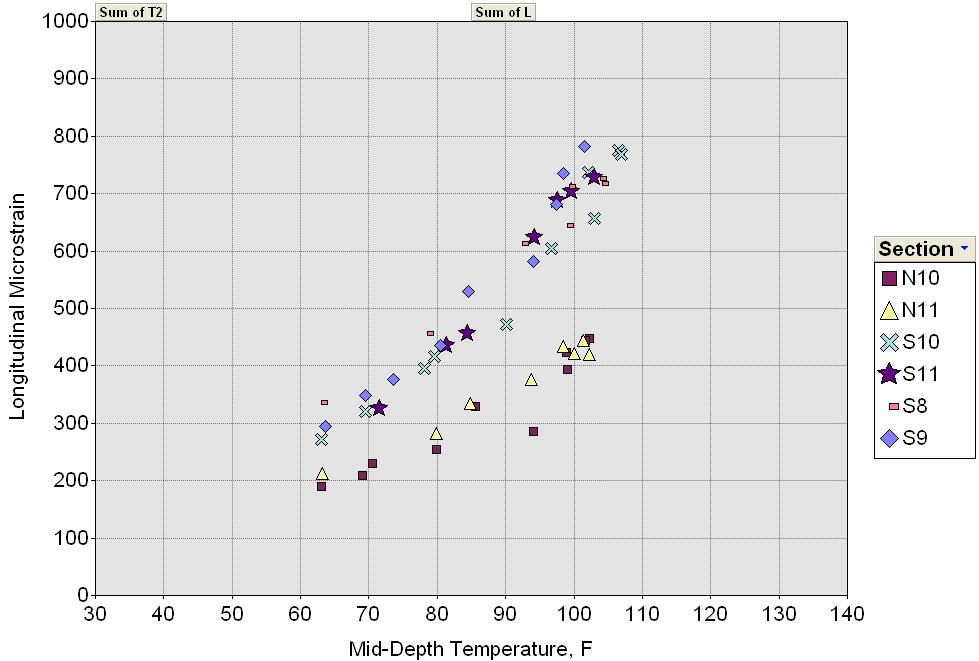 Sum of T2
Sum of L
1000
900
800
700
600
500
400
300
200
100
0
Longitudinal Microstrain
30 40 50 60 70 80 90 100 110 120 130 140
Mid-Depth Temperature, F
Section
N10
N11
S10
S11
S8
S9